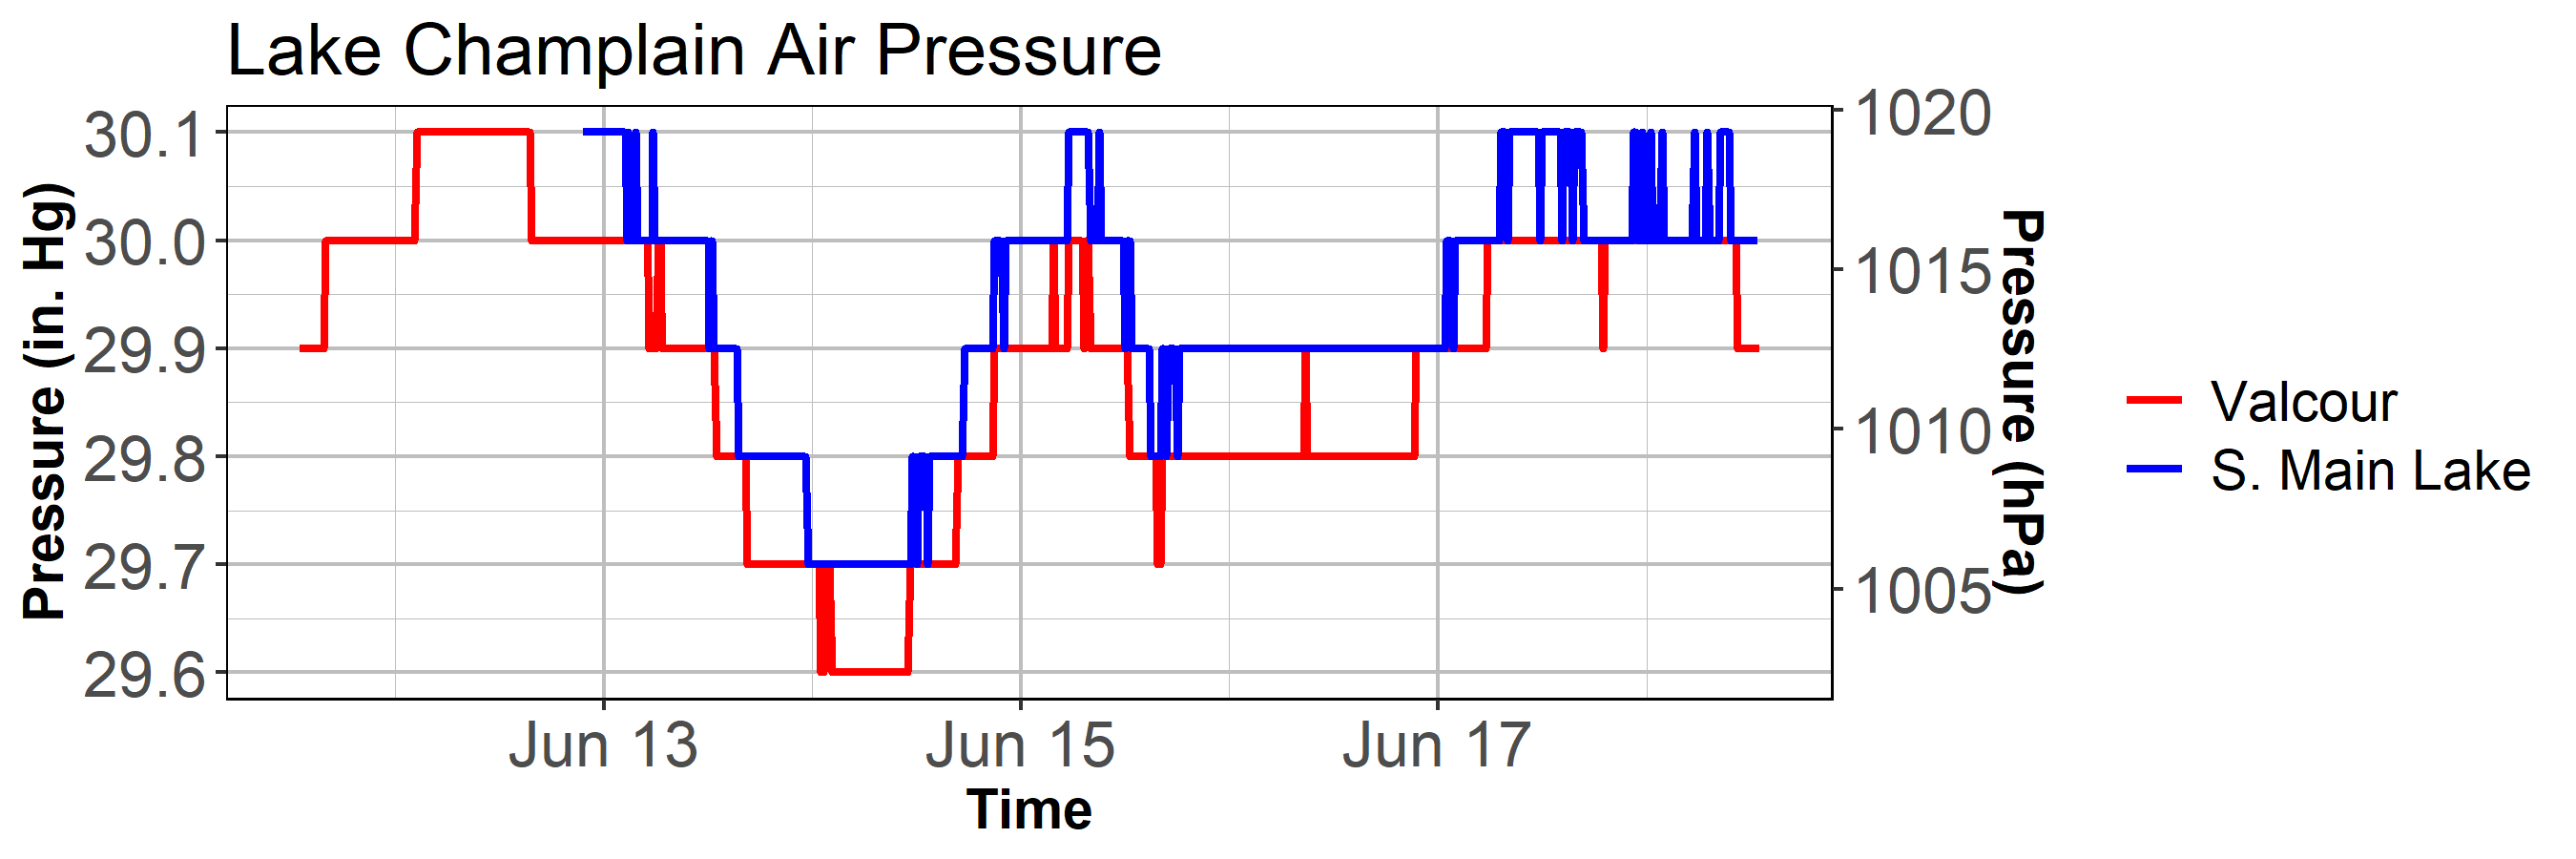 Lake Champlain Air Pressure
Pressure (in. Hg)
30.1
30.0
29.9
29.8
29.7
29.6
1020
1015
1010
1005
Pressure (hPa)
Jun 13
Jun 15
Jun 17
Time
Valcour
S. Main Lake